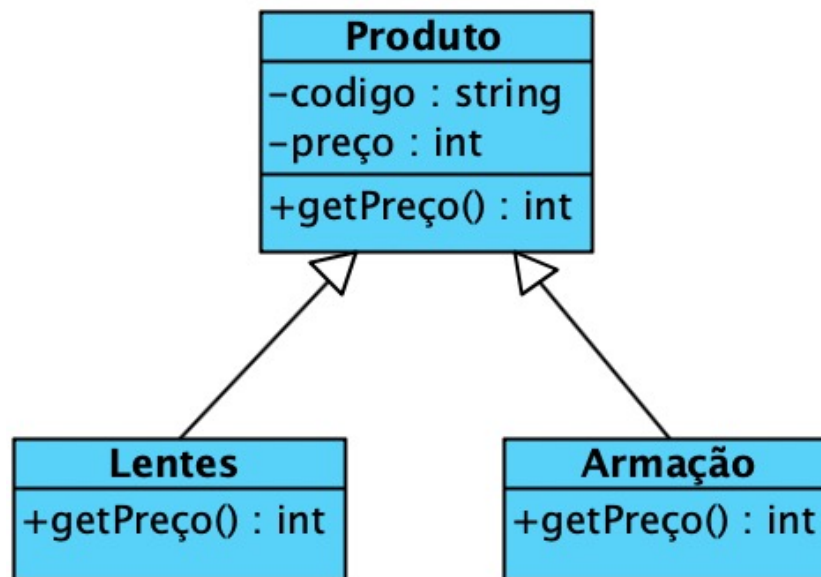 Produto
-codigo : string
-preço : int
+getPreço() : int
Lentes
+getPreço() : int
Armação
+getPreço() : int